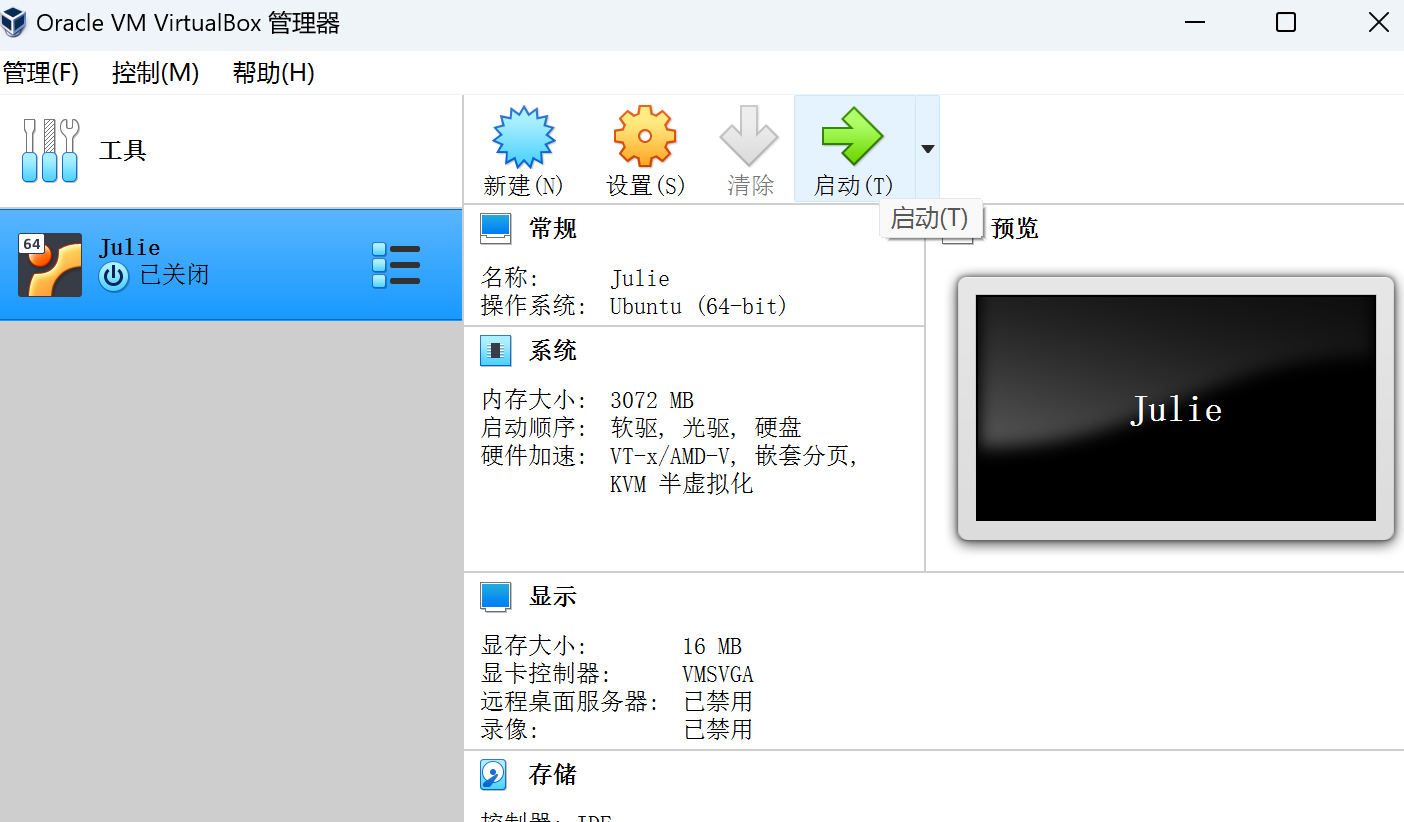 Oracle VM VirtualBox 管理器
管理(F) 控制(M) 帮助(H)
工具
新建(N) 设置(S) 清除 启动(T)
启动(T)
64
Julie
已关闭
常规
名称: Julie
操作系统: Ubuntu (64-bit)
预览
Julie
系统
内存大小: 3072 MB
启动顺序: 软驱, 光驱, 硬盘
硬件加速: VT-x/AMD-V, 嵌套分页,
KVM 半虚拟化
显示
显存大小: 16 MB
显卡控制器: VMSVGA
远程桌面服务器: 已禁用
录像: 已禁用
存储
控制器: IDE